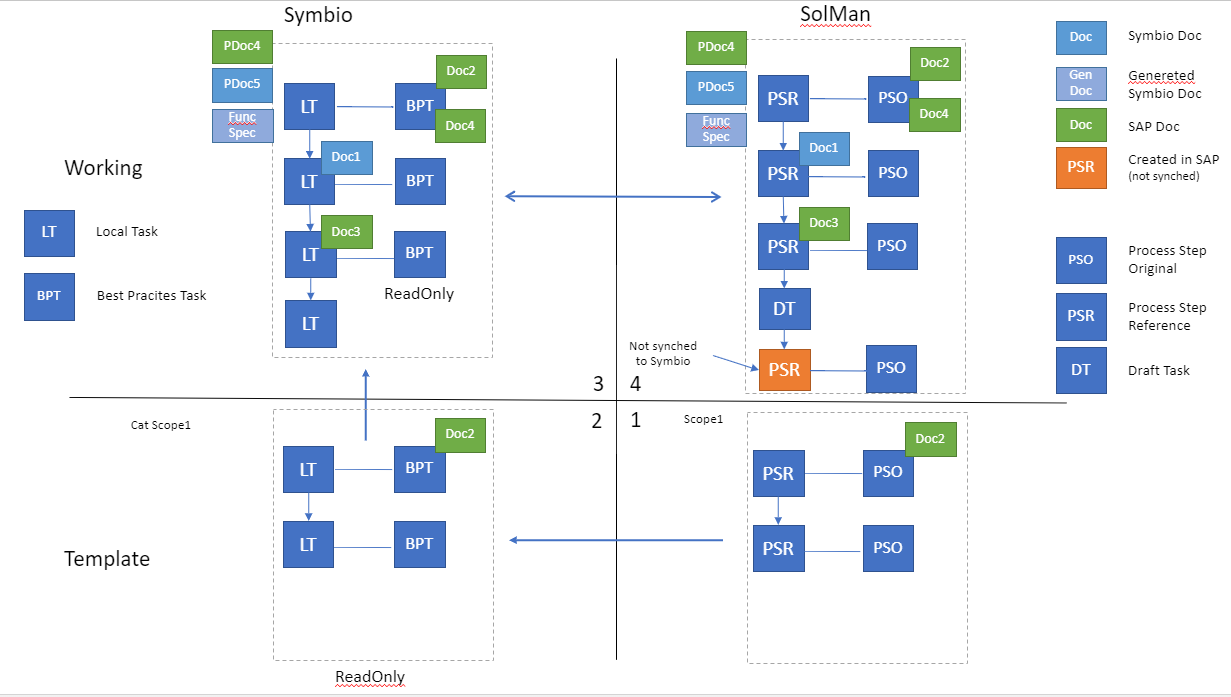 Symbio
SolMan
PDoc4
PDoc5
Func
Spec
LT
BPT
Doc2
Doc4
LT
Doc1
BPT
LT
Doc3
BPT
ReadOnly
LT
PDoc4
PDoc5
Func
Spec
PSR
PSO
Doc2
Doc4
PSR
Doc1
PSO
PSR
Doc3
PSO
DT
Not synched
to Symbio
PSR
PSO
Doc
Symbio Doc
Gen
Doc
Genereted
Symbio Doc
Doc
SAP Doc
PSR
Created in SAP
(not synched)
Working
LT
Local Task
BPT
Best Pracites Task
PSO
Process Step
Original
PSR
Process Step
Reference
DT
Draft Task
3
4
2
1
Cat Scope1
LT
BPT
Doc2
LT
BPT
Scope1
PSR
PSO
Doc2
PSR
PSO
Template
ReadOnly